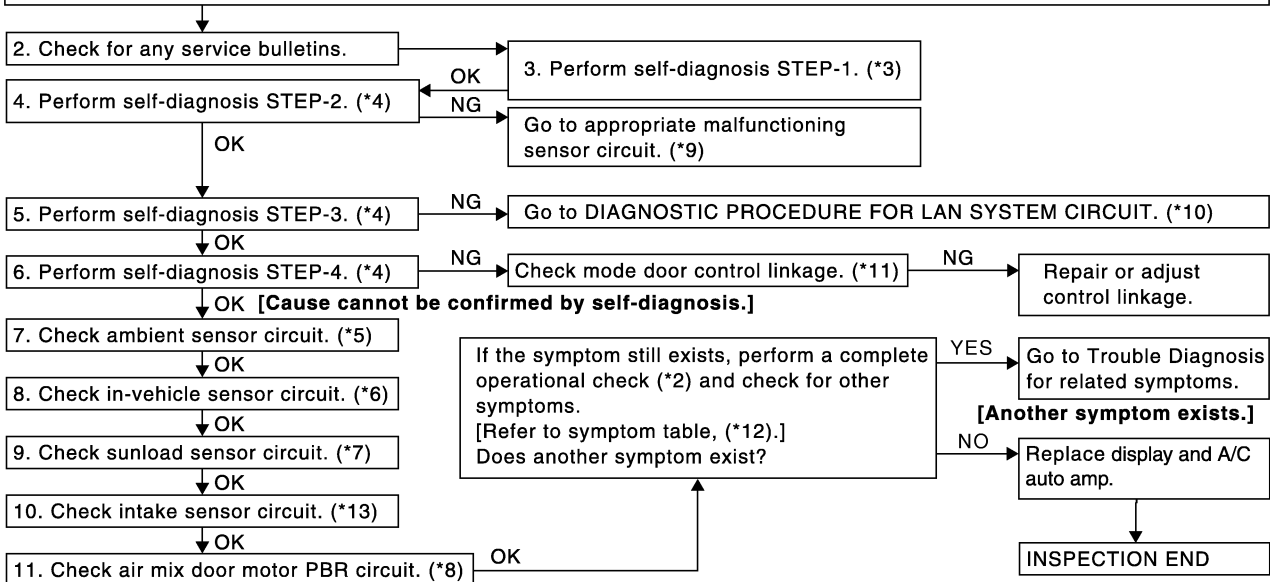 2. Check for any service bulletins.
3. Perform self-diagnosis STEP-1. (*3)
OK
4. Perform self-diagnosis STEP-2. (*4)
NG
Go to appropriate malfunctioning
sensor circuit. (*9)
OK
5. Perform self-diagnosis STEP-3. (*4)
NG
Go to DIAGNOSTIC PROCEDURE FOR LAN SYSTEM CIRCUIT. (*10)
OK
6. Perform self-diagnosis STEP-4. (*4)
NG
Check mode door control linkage. (*11)
NG
Repair or adjust
control linkage.
OK
[Cause cannot be confirmed by self-diagnosis.]
7. Check ambient sensor circuit. (*5)
OK
8. Check in-vehicle sensor circuit. (*6)
OK
9. Check sunload sensor circuit. (*7)
OK
10. Check intake sensor circuit. (*13)
OK
11. Check air mix door motor PBR circuit. (*8)
OK
If the symptom still exists, perform a complete
operational check (*2) and check for other
symptoms.
[Refer to symptom table, (*12).]
Does another symptom exist?
YES
Go to Trouble Diagnosis
for related symptoms.
[Another symptom exists.]
NO
Replace display and A/C
auto amp.
INSPECTION END